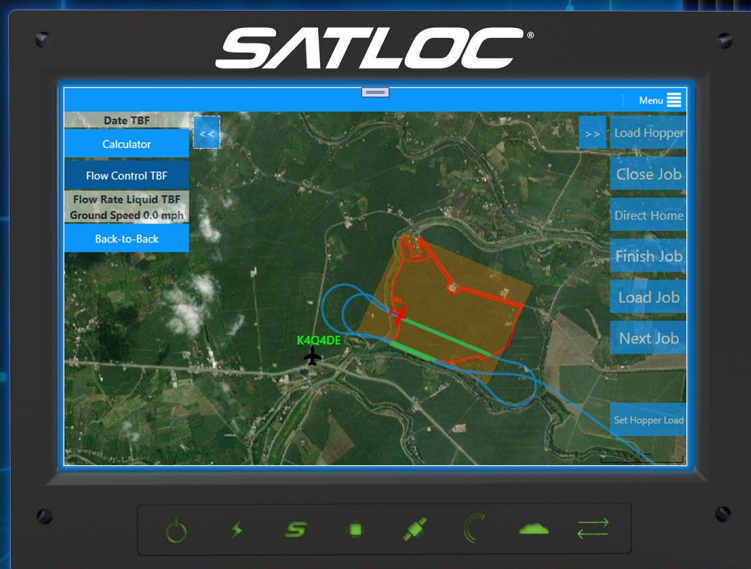 SATLOC®
Menu
Date TBF
<<
>>
Load Hopper
Calculator
Close Job
Flow Control TBF
Flow Rate Liquid TBF
Ground Speed 0.0 mph
Direct Home
Back-to-Back
Finish Job
Load Job
Next Job
K4Q4DE
Set Hopper Load